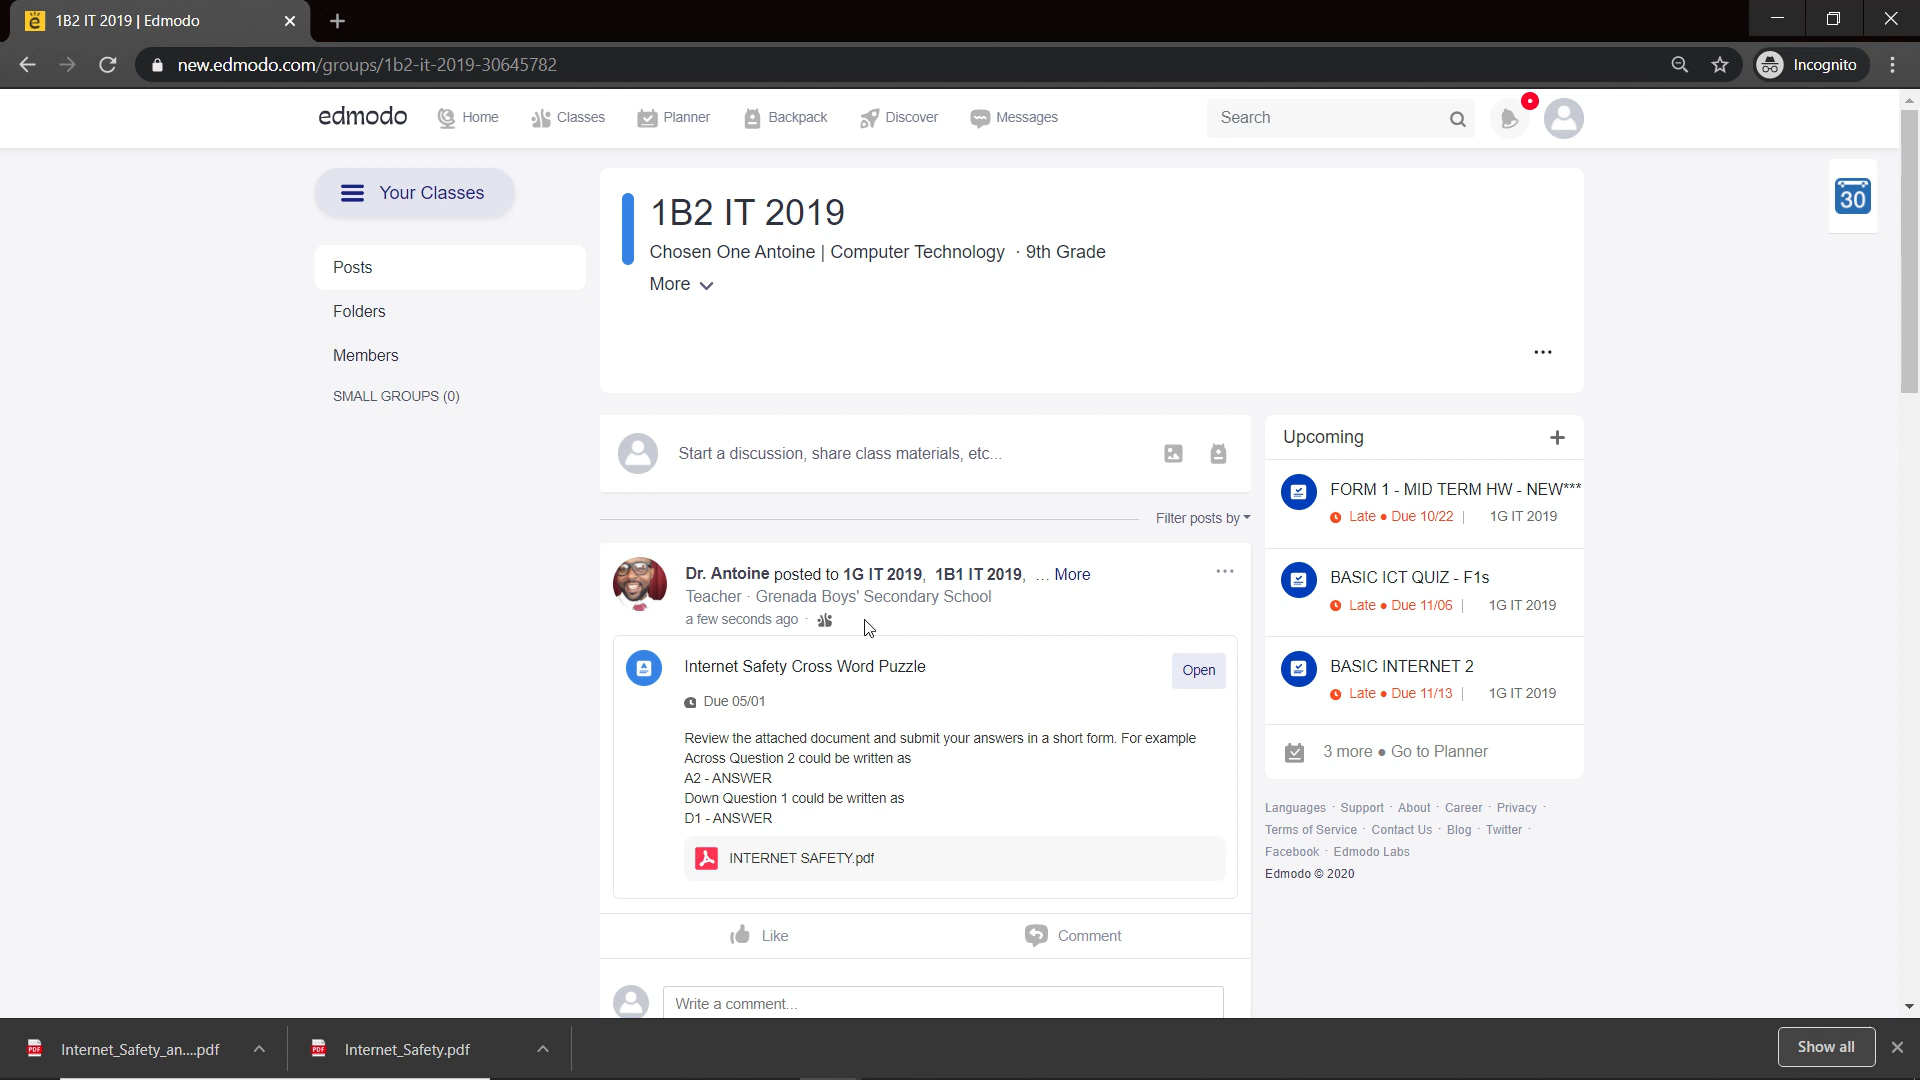 1B2 IT 2019 | Edmodo
new.edmodo.com/groups/1b2-it-2019-30645782
Incognito
edmodo
Home
Classes
Planner
Backpack
Discover
Messages
Search
Your Classes
Posts
Folders
Members
SMALL GROUPS (0)
1B2 IT 2019
Chosen One Antoine | Computer Technology · 9th Grade
More
30
Start a discussion, share class materials, etc...
Filter posts by
Dr. Antoine posted to 1G IT 2019, 1B1 IT 2019, ... More
Teacher · Grenada Boys' Secondary School
a few seconds ago ·
Internet Safety Cross Word Puzzle
Open
Due 05/01
Review the attached document and submit your answers in a short form. For example
Across Question 2 could be written as
A2 - ANSWER
Down Question 1 could be written as
D1 - ANSWER
INTERNET SAFETY.pdf
Like
Comment
Write a comment...
Upcoming
FORM 1 - MID TERM HW - NEW***
Late • Due 10/22 | 1G IT 2019
BASIC ICT QUIZ - F1s
Late • Due 11/06 | 1G IT 2019
BASIC INTERNET 2
Late • Due 11/13 | 1G IT 2019
3 more • Go to Planner
Languages · Support · About · Career · Privacy ·
Terms of Service · Contact Us · Blog · Twitter ·
Facebook · Edmodo Labs
Edmodo © 2020
PDF Internet_Safety_an....pdf
PDF Internet_Safety.pdf
Show all